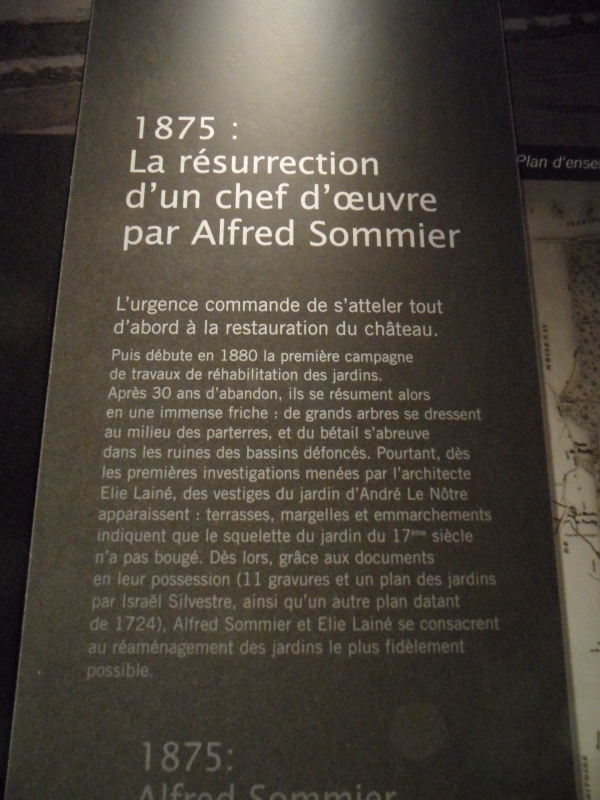 1875 :
La résurrection
d'un chef d'œuvre
par Alfred Sommier
L'urgence commande de s'atteler tout
d'abord à la restauration du château.
Puis débute en 1880 la première campagne
de travaux de réhabilitation des jardins.
Après 30 ans d'abandon, ils se résument alors
en une immense friche : de grands arbres se dressent
au milieu des parterres, et du bétail s'abreuve
dans les ruines des bassins défoncés. Pourtant, dès
les premières investigations menées par l'architecte
Elie Lainé, des vestiges du jardin d'André Le Nôtre
apparaissent : terrasses, margelles et emmarchements
indiquent que le squelette du jardin du 17ème siècle
n'a pas bougé. Dès lors, grâce aux documents
en leur possession (11 gravures et un plan des jardins
par Israël Silvestre, ainsi qu'un autre plan datant
de 1724), Alfred Sommier et Elie Lainé se consacrent
au réaménagement des jardins le plus fidèlement
possible.
1875:
Alfred Sommier
Plan d'ense